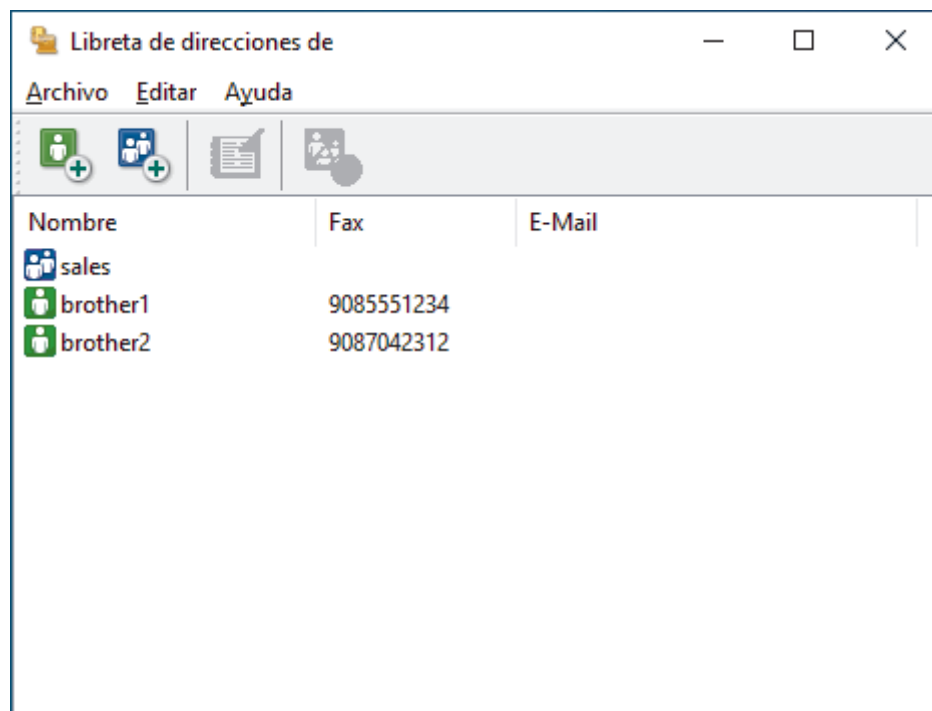 Libreta de direcciones de
Archivo Editar Ayuda
Nombre Fax E-Mail
sales
brother1 9085551234
brother2 9087042312